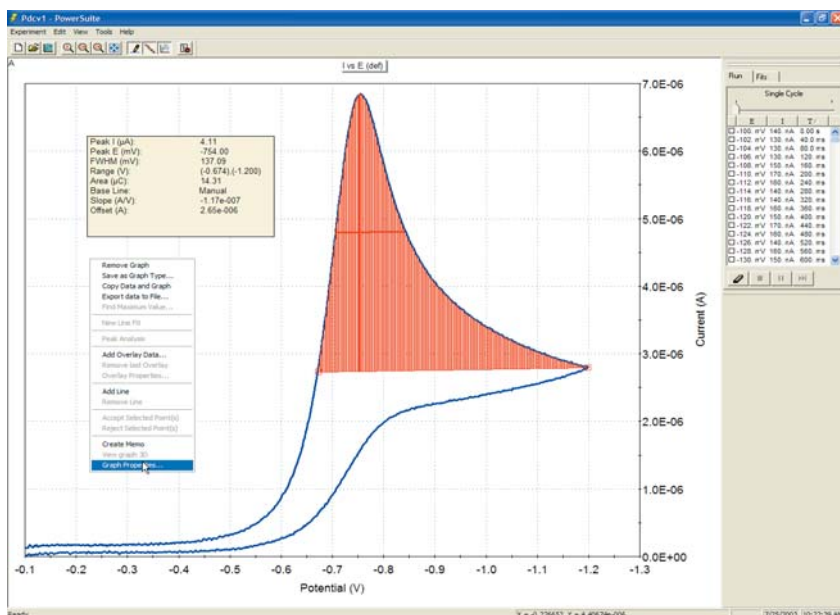 Pdcv1 - PowerSuite
Experiment Edit View Tools Help
A
I vs E (def)
7.0E-06
6.0E-06
5.0E-06
4.0E-06
3.0E-06
2.0E-06
1.0E-06
0.0E+00
Current (A)
Peak I (µA): 4.11
Peak E (mV): -754.00
FWHM (mV): 137.09
Range (V): (-0.674),(-1.200)
Area (µC): 14.31
Base Line: Manual
Slope (A/V): -1.17e-007
Offset (A): 2.65e-006
Remove Graph
Save as Graph Type...
Copy Data and Graph
Export data to File...
Find Maximum Value...
New Line Fit
Peak Analysis
Add Overlay Data...
Remove last Overlay
Overlay Properties...
Add Line
Remove Line
Accept Selected Point(s)
Reject Selected Point(s)
Create Memo
View graph 3D
Graph Properties...
-0.1 -0.2 -0.3 -0.4 -0.5 -0.6 -0.7 -0.8 -0.9 -1.0 -1.1 -1.2 -1.3
Potential (V)
Run Fits
Single Cycle
E I T
-100. mV 140. nA 0.00 s
-102. mV 130. nA 40.0 ms
-104. mV 130. nA 80.0 ms
-106. mV 130. nA 120. ms
-108. mV 150. nA 160. ms
-110. mV 170. nA 200. ms
-112. mV 160. nA 240. ms
-114. mV 160. nA 280. ms
-116. mV 140. nA 320. ms
-118. mV 160. nA 360. ms
-120. mV 150. nA 400. ms
-122. mV 170. nA 440. ms
-124. mV 160. nA 480. ms
-126. mV 140. nA 520. ms
-128. mV 160. nA 560. ms
-130. mV 150. nA 600. ms
Ready